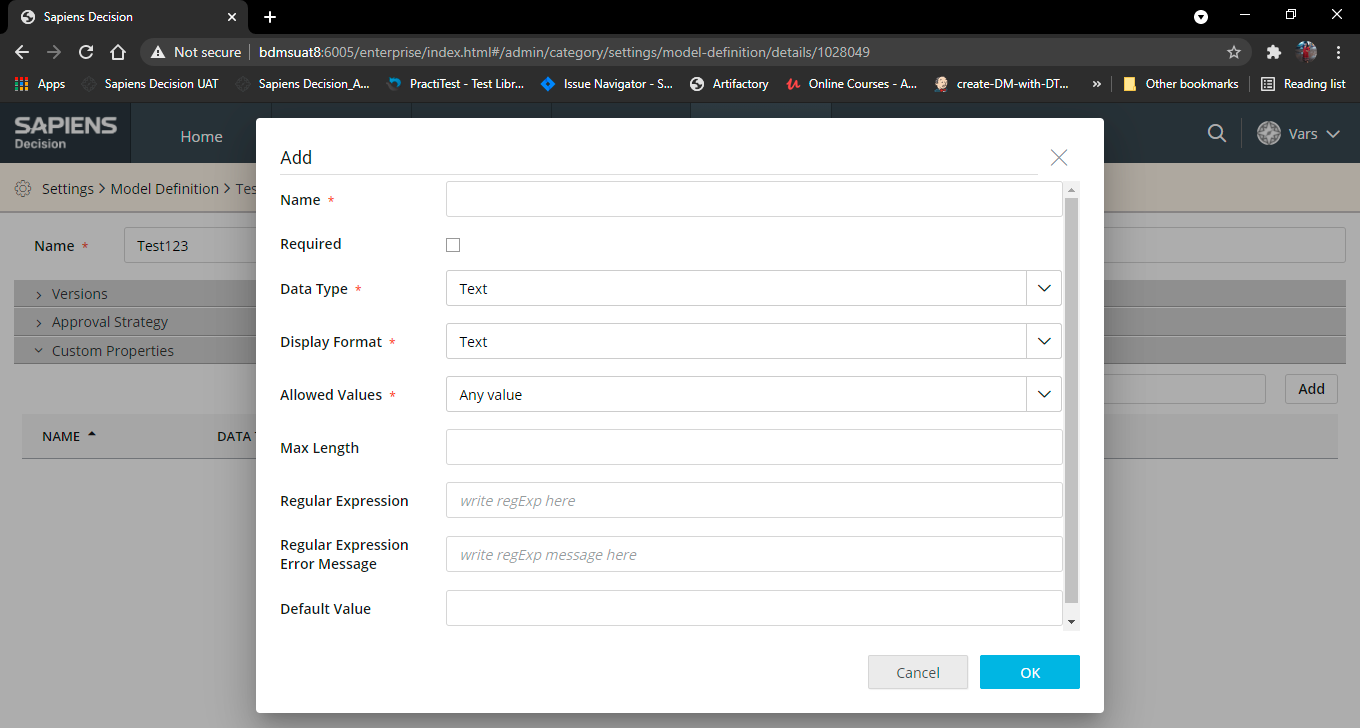 Sapiens Decision
Not secure bdmsuat8:6005/enterprise/index.html#/admin/category/settings/model-definition/details/1028049
Apps Sapiens Decision UAT Sapiens Decision_A... PractiTest - Test Libr... Issue Navigator - S... Artifactory Online Courses - A... create-DM-with-DT... » Other bookmarks Reading list
SAPIENS
Decision
Home
Vars
Settings > Model Definition > Tes
Name *
Test123
Versions
Approval Strategy
Custom Properties
Add
NAME
DATA
Add
Name *
Required
Data Type *
Text
Display Format *
Text
Allowed Values *
Any value
Max Length
Regular Expression
write regExp here
Regular Expression
Error Message
write regExp message here
Default Value
Cancel
OK